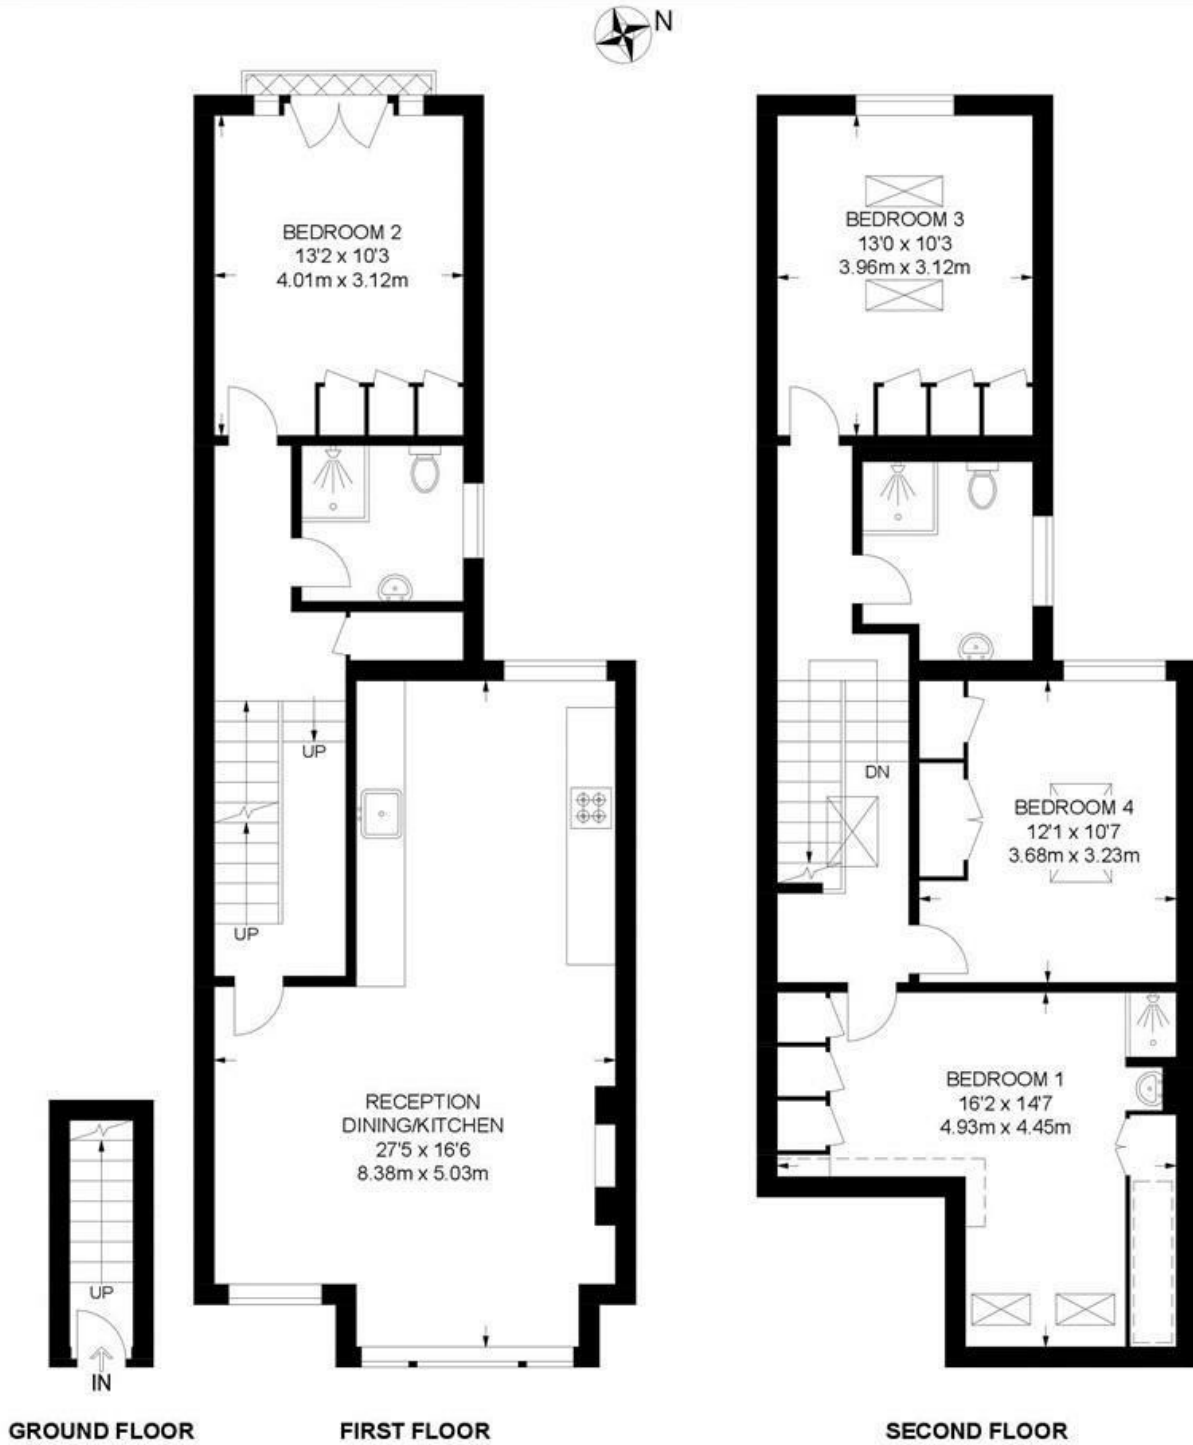 N
BEDROOM 2
13'2 x 10'3
4.01m x 3.12m
UP
UP
RECEPTION
DINING/KITCHEN
27'5 x 16'6
8.38m x 5.03m
BEDROOM 3
13'0 x 10'3
3.96m x 3.12m
DN
BEDROOM 4
12'1 x 10'7
3.68m x 3.23m
BEDROOM 1
16'2 x 14'7
4.93m x 4.45m
UP
IN
GROUND FLOOR
FIRST FLOOR
SECOND FLOOR